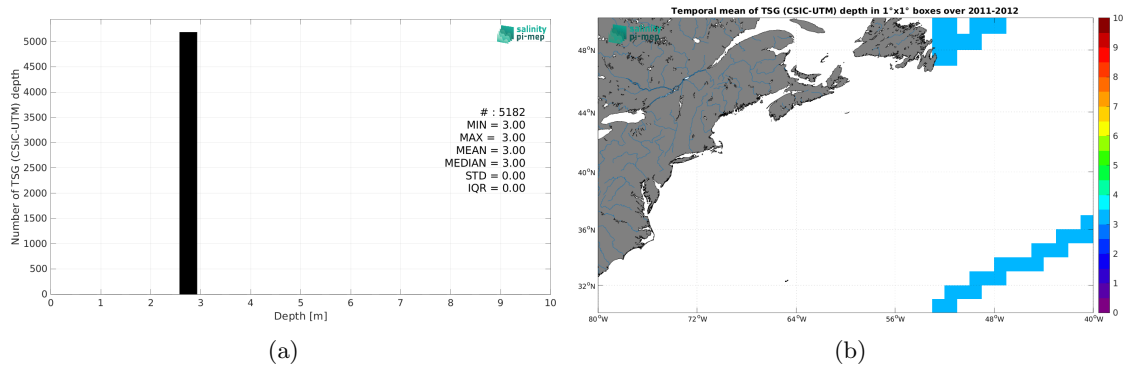 salinity
pi-mep
# : 5182
MIN = 3.00
MAX = 3.00
MEAN = 3.00
MEDIAN = 3.00
STD = 0.00
IQR = 0.00
Number of TSG (CSIC-UTM) depth
5000
4500
4000
3500
3000
2500
2000
1500
1000
500
0
0 1 2 3 4 5 6 7 8 9 10
Depth [m]
(a)
Temporal mean of TSG (CSIC-UTM) depth in 1°x1° boxes over 2011-2012
salinity
pi-mep
48°N
44°N
40°N
36°N
32°N
80°W 72°W 64°W 56°W 48°W 40°W
10
9
8
7
6
5
4
3
2
1
0
(b)